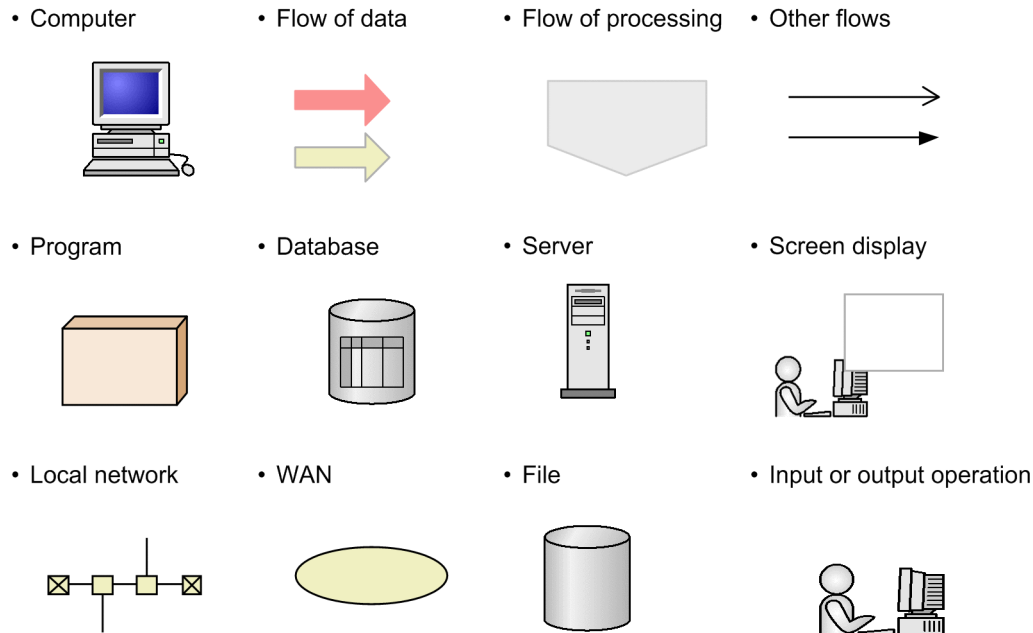 • Computer
• Flow of data
• Flow of processing
• Other flows
• Program
• Database
• Server
• Screen display
• Local network
• WAN
• File
• Input or output operation